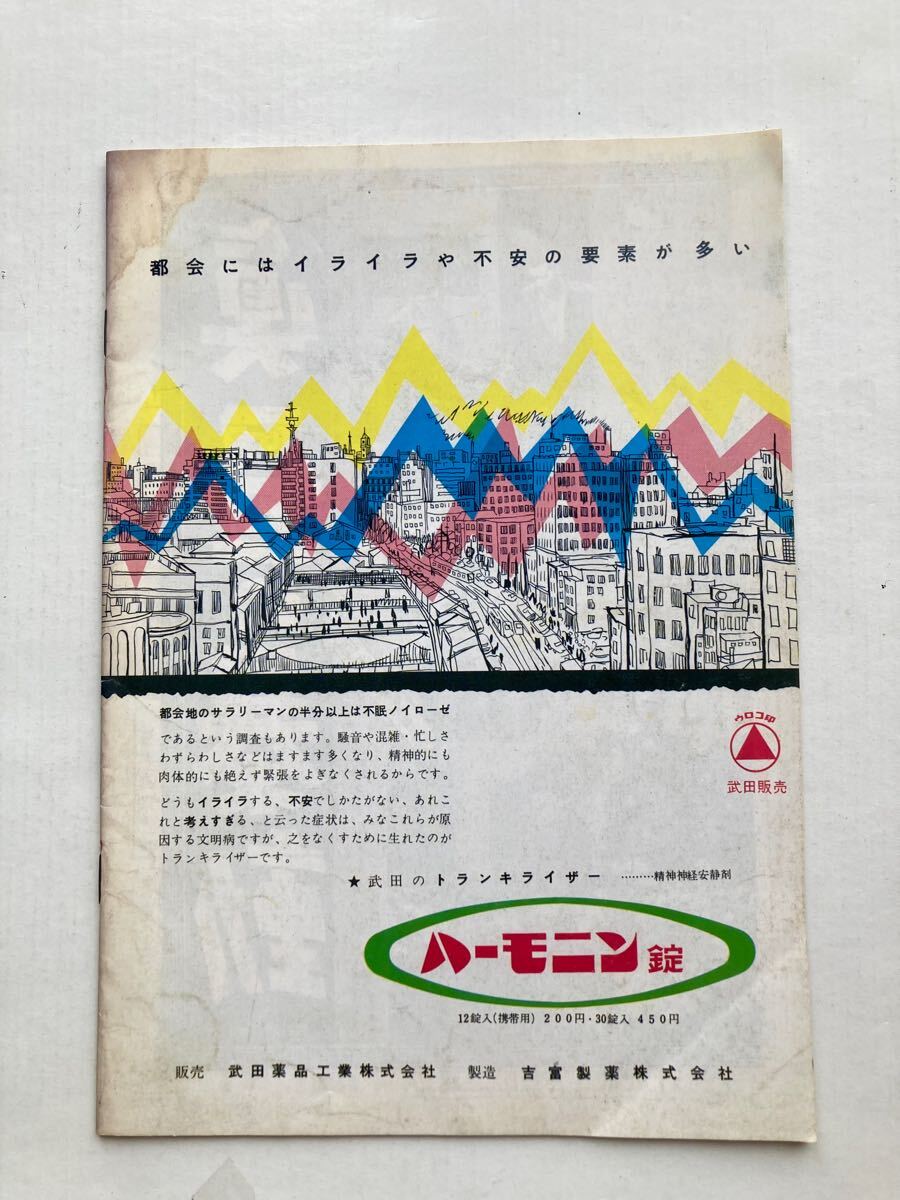 都会にはイライラや不安の要素が多い
都会地のサラリーマンの半分以上は不眠ノイローゼ
であるという調査もあります。騒音や混雑・忙しさ
わずらわしさなどはますます多くなり、精神的にも
肉体的にも絶えず緊張をよぎなくされるからです。
どうもイライラする、不安でしかたがない、あれこ
れと考えすぎる、と云った症状は、みなこれらが原
因する文明病ですが、之をなくすために生れたのが
トランキライザーです。
ウロコ印
武田販売
★武田のトランキライザー ………精神神経安静剤
ハーモニン錠
12錠入(携帯用) 200円・30錠入 450円
販売 武田薬品工業株式会社 製造 吉富製薬株式会社